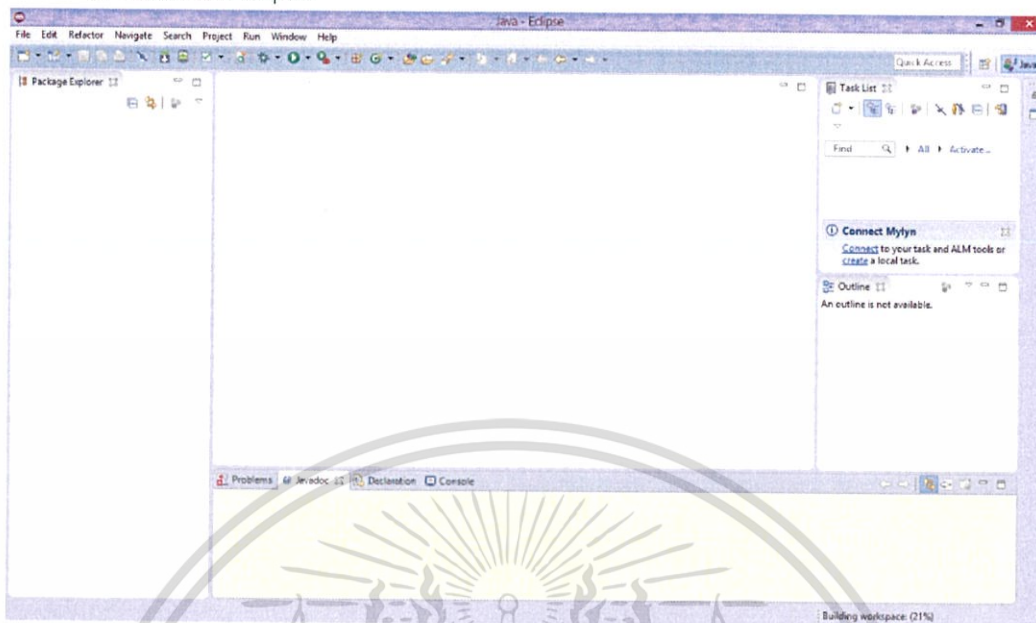 Java - Eclipse
File Edit Refactor Navigate Search Project Run Window Help
Quick Access
Java
Package Explorer
Task List
Find
All
Activate...
Connect Mylyn
Connect to your task and ALM tools or
create a local task.
Outline
An outline is not available.
Problems
Javadoc
Declaration
Console
Building workspace: (21%)